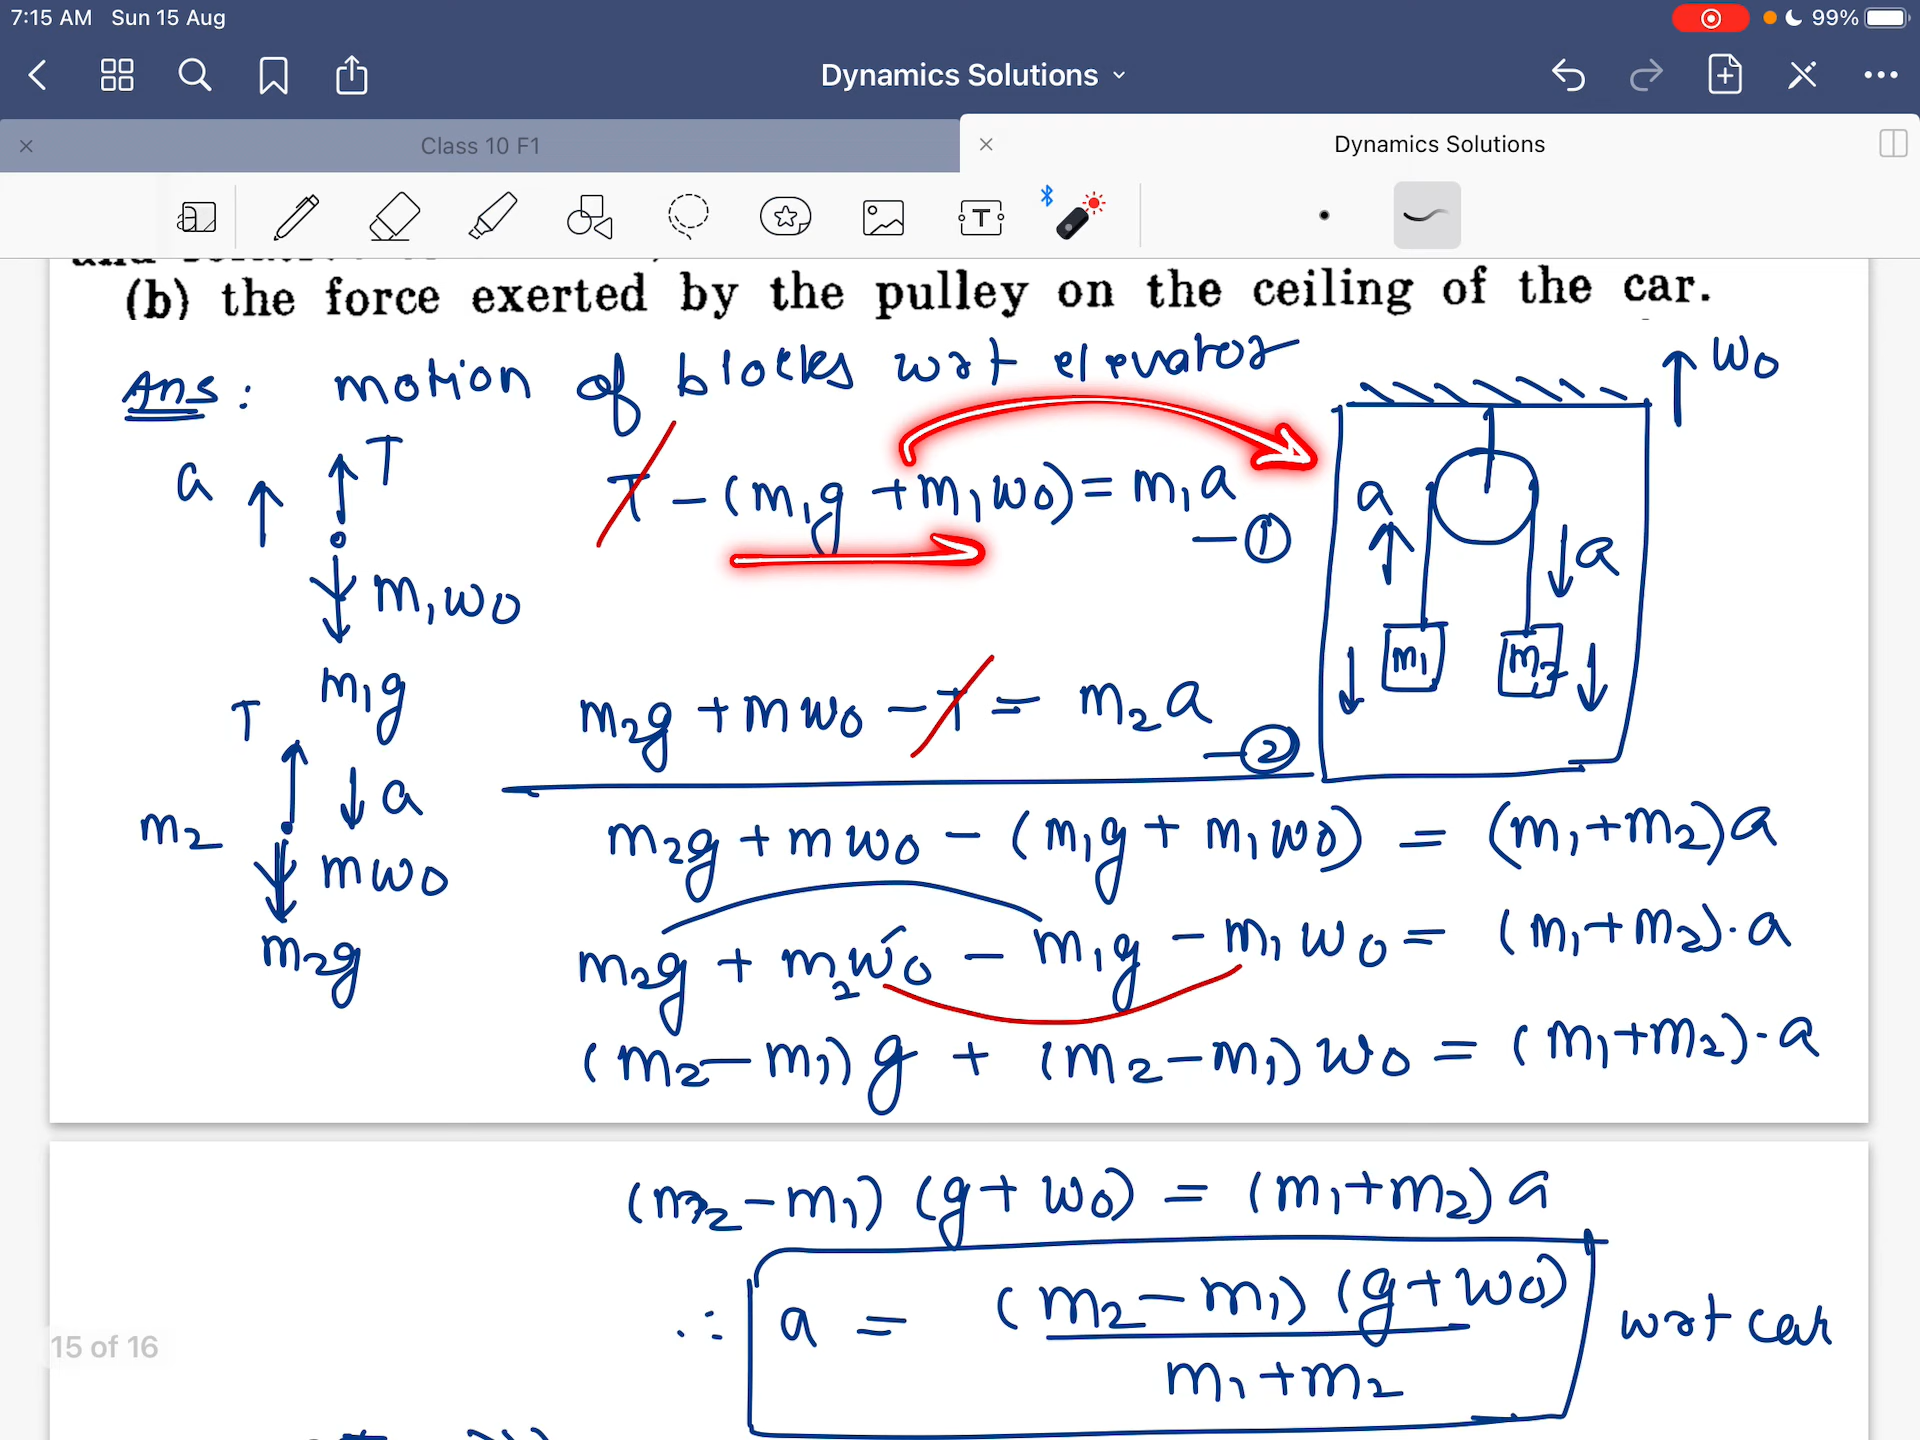 7:15 AM Sun 15 Aug
99%
Dynamics Solutions
Class 10 F1
Dynamics Solutions
(b) the force exerted by the pulley on the ceiling of the car.
Ans: motion of blocks wrt elevator
w₀
a T
T - (m₁g + m₁w₀) = m₁a
- ①
a a
m₁w₀
m₁g
m₁ m₂
T
m₂g + mw₀ - T = m₂a
- ②
a
m₂
mw₀
m₂g
m₂g + mw₀ - (m₁g + m₁w₀) = (m₁+m₂)a
m₂g + m₂w₀ - m₁g - m₁w₀ = (m₁+m₂)·a
(m₂-m₁)g + (m₂-m₁)w₀ = (m₁+m₂)·a
(m₂-m₁)(g+w₀) = (m₁+m₂)a
∴ a = (m₂-m₁)(g+w₀) wrt car
m₁+m₂
15 of 16